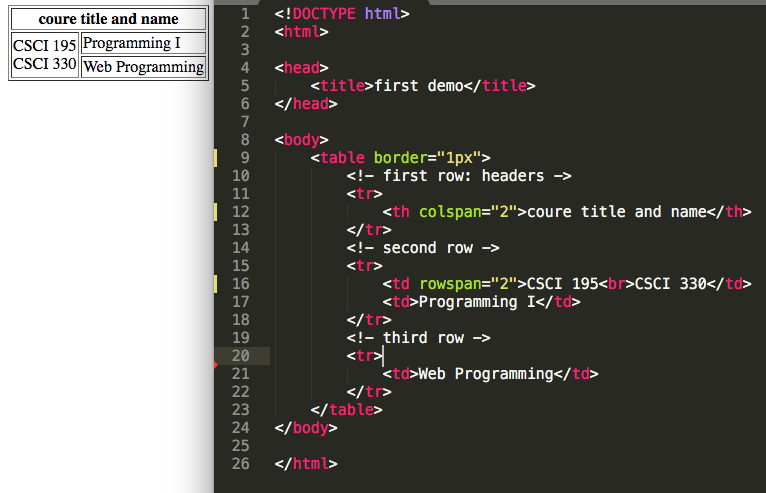 coure title and name
CSCI 195
CSCI 330
Programming I
Web Programming
1 <!DOCTYPE html>
2 <html>
3
4 <head>
5 <title>first demo</title>
6 </head>
7
8 <body>
9 <table border="1px">
10 <!— first row: headers —>
11 <tr>
12 <th colspan="2">coure title and name</th>
13 </tr>
14 <!— second row —>
15 <tr>
16 <td rowspan="2">CSCI 195<br>CSCI 330</td>
17 <td>Programming I</td>
18 </tr>
19 <!— third row —>
20 <tr>
21 <td>Web Programming</td>
22 </tr>
23 </table>
24 </body>
25
26 </html>